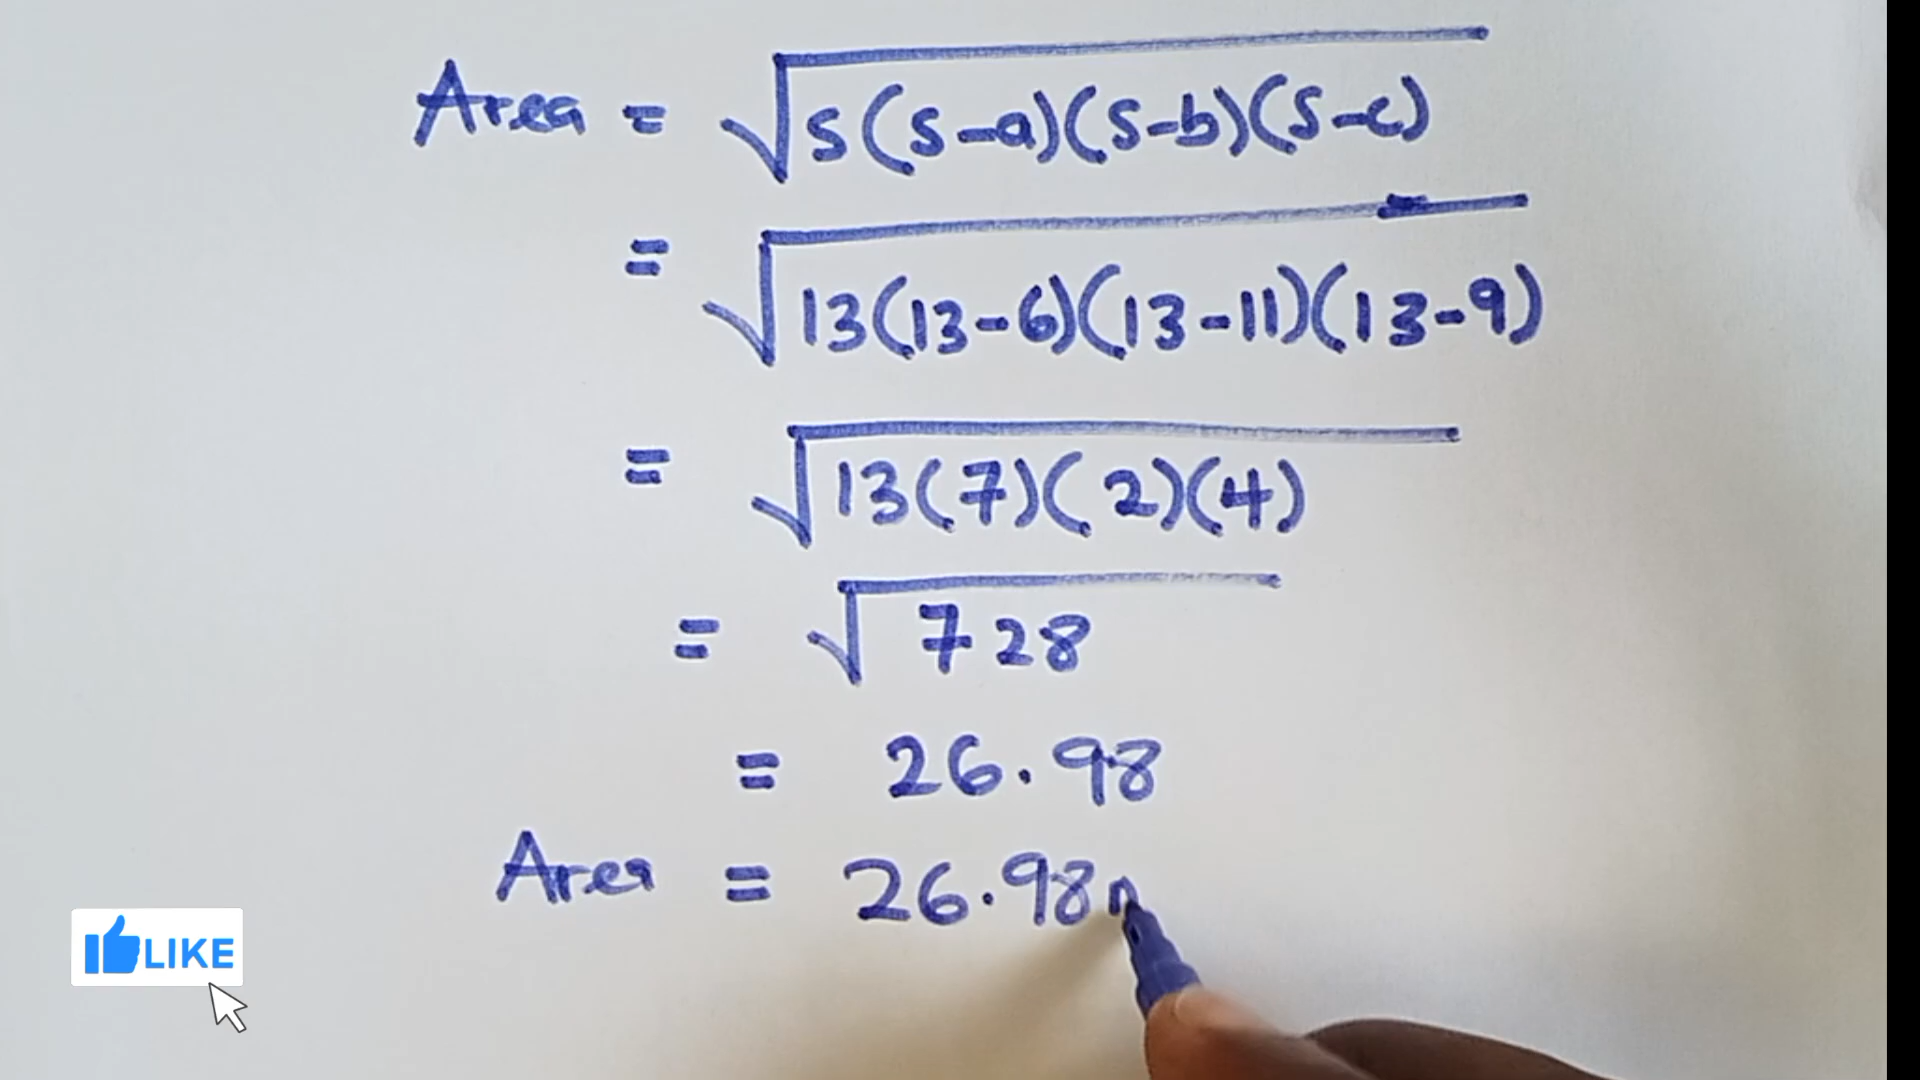 Area = √s(s-a)(s-b)(s-c)
= √13(13-6)(13-11)(13-9)
= √13(7)(2)(4)
= √728
= 26.98
Area = 26.98
LIKE